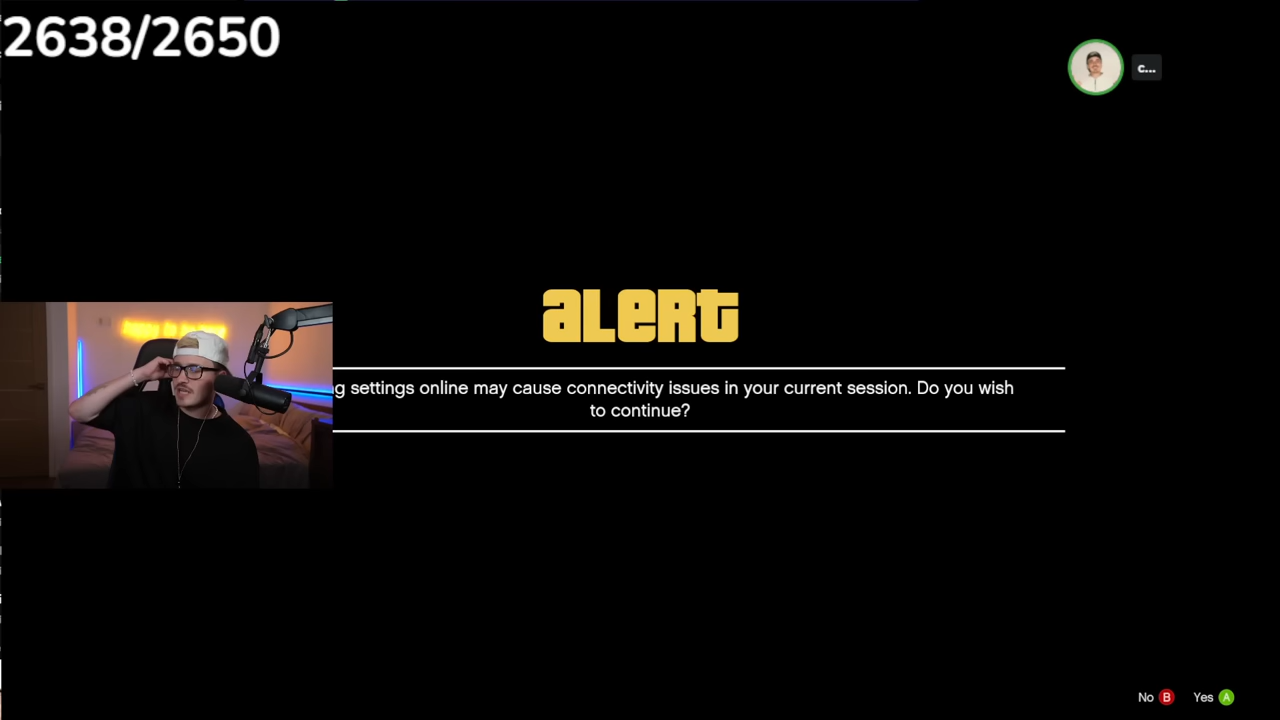 2638/2650
c...
aLeRt
g settings online may cause connectivity issues in your current session. Do you wish
to continue?
No B Yes A